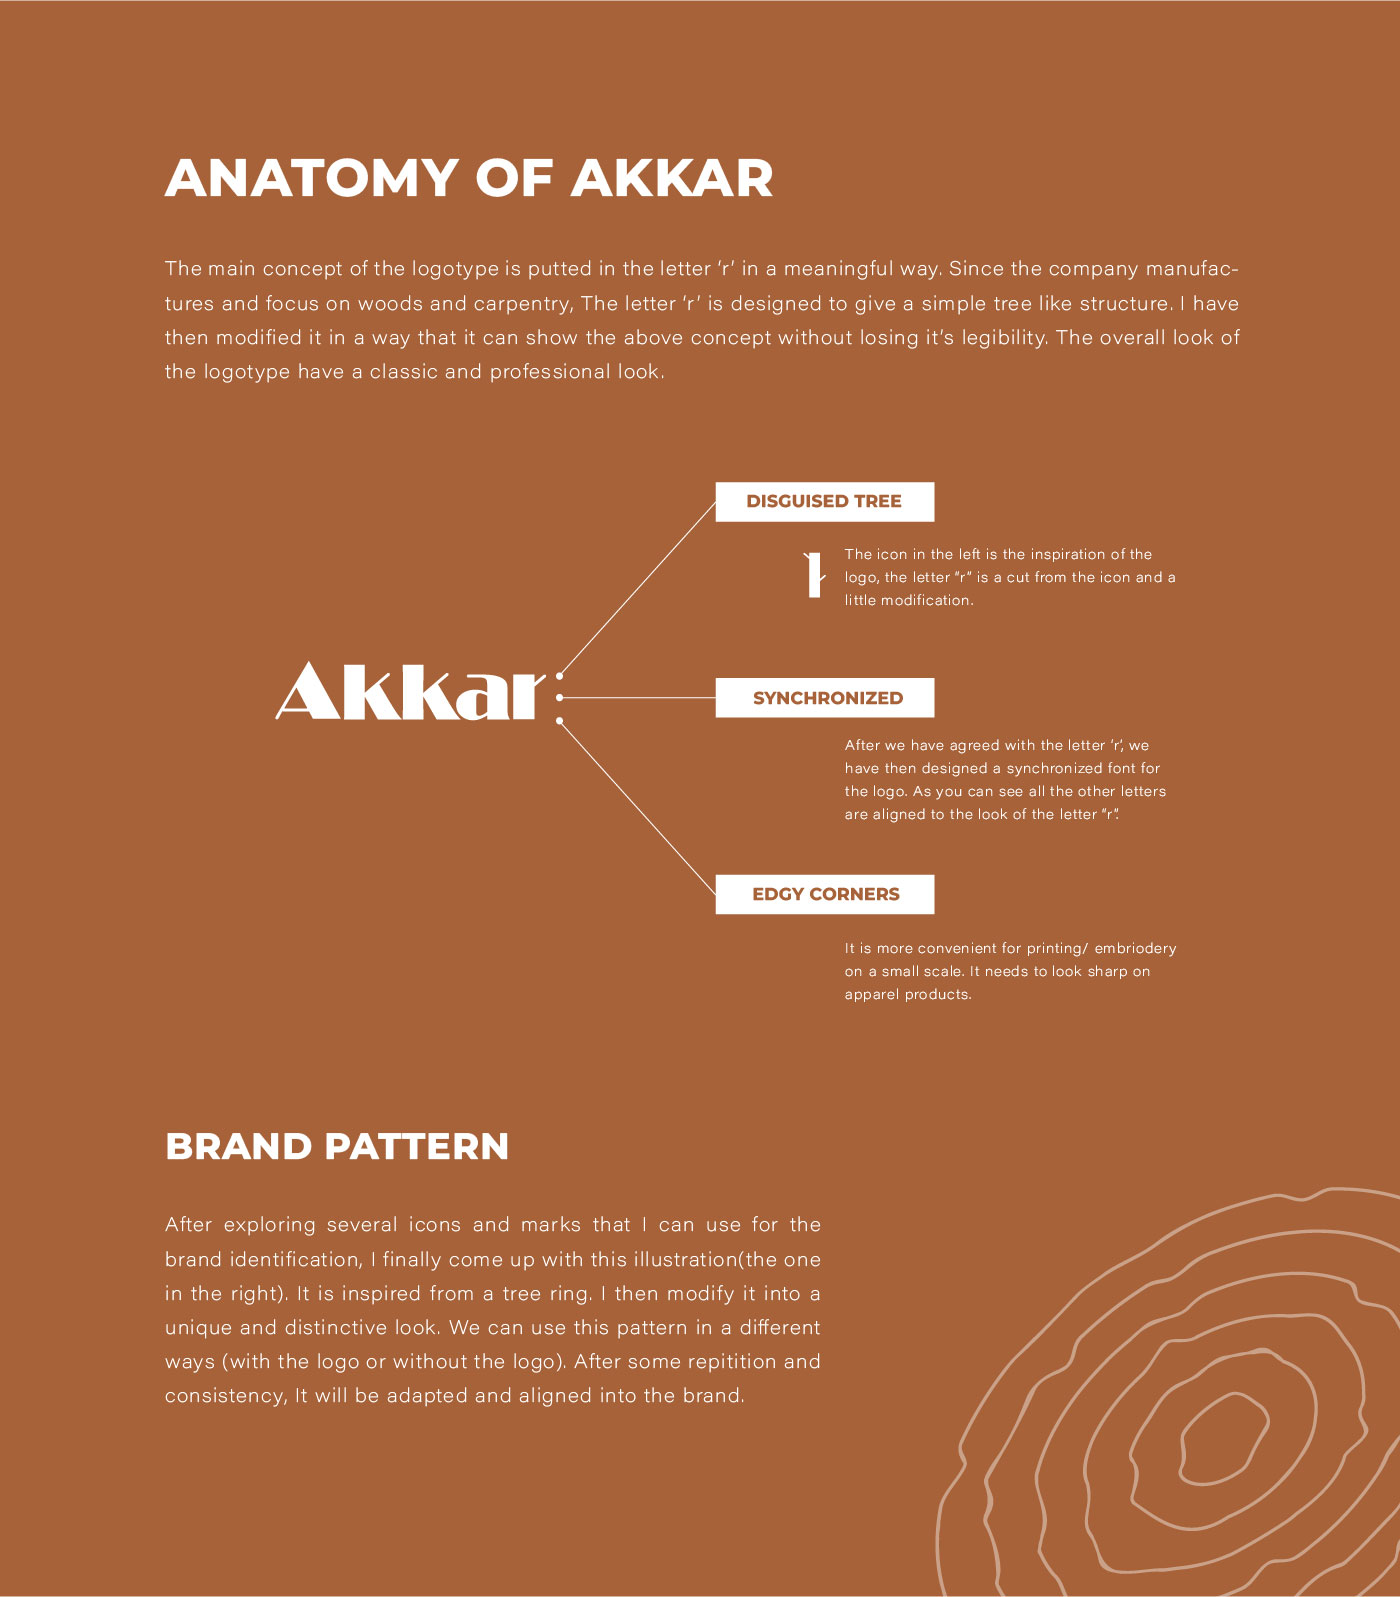 ANATOMY OF AKKAR
The main concept of the logotype is putted in the letter 'r' in a meaningful way. Since the company manufac-
tures and focus on woods and carpentry, The letter 'r' is designed to give a simple tree like structure. I have
then modified it in a way that it can show the above concept without losing it's legibility. The overall look of
the logotype have a classic and professional look.
DISGUISED TREE
The icon in the left is the inspiration of the
logo, the letter "r" is a cut from the icon and a
little modification.
Akkar
SYNCHRONIZED
After we have agreed with the letter 'r', we
have then designed a synchronized font for
the logo. As you can see all the other letters
are aligned to the look of the letter "r".
EDGY CORNERS
It is more convenient for printing/ embriodery
on a small scale. It needs to look sharp on
apparel products.
BRAND PATTERN
After exploring several icons and marks that I can use for the
brand identification, I finally come up with this illustration(the one
in the right). It is inspired from a tree ring. I then modify it into a
unique and distinctive look. We can use this pattern in a different
ways (with the logo or without the logo). After some repitition and
consistency, It will be adapted and aligned into the brand.